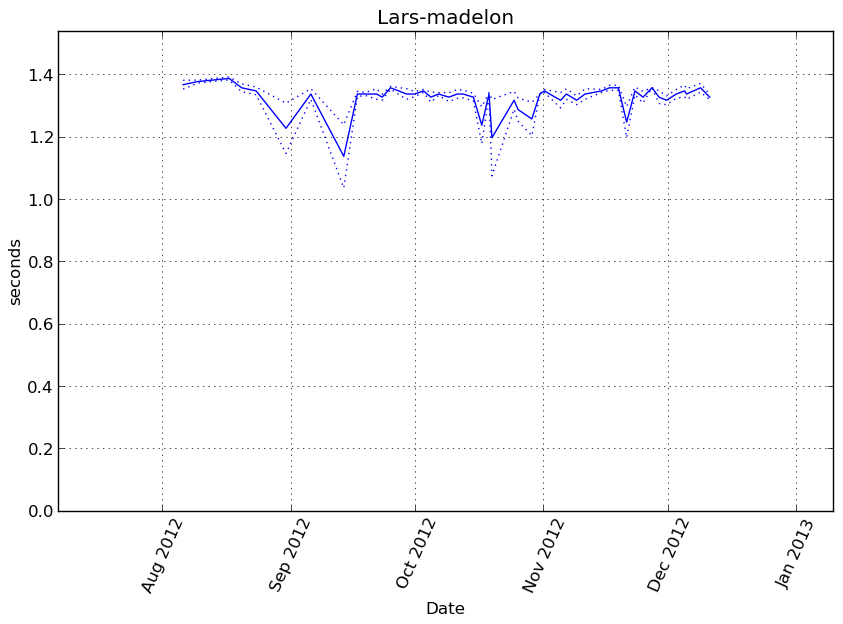 Lars-madelon
1.4
1.2
1.0
0.8
0.6
0.4
0.2
0.0
seconds
Aug 2012
Sep 2012
Oct 2012
Nov 2012
Dec 2012
Jan 2013
Date